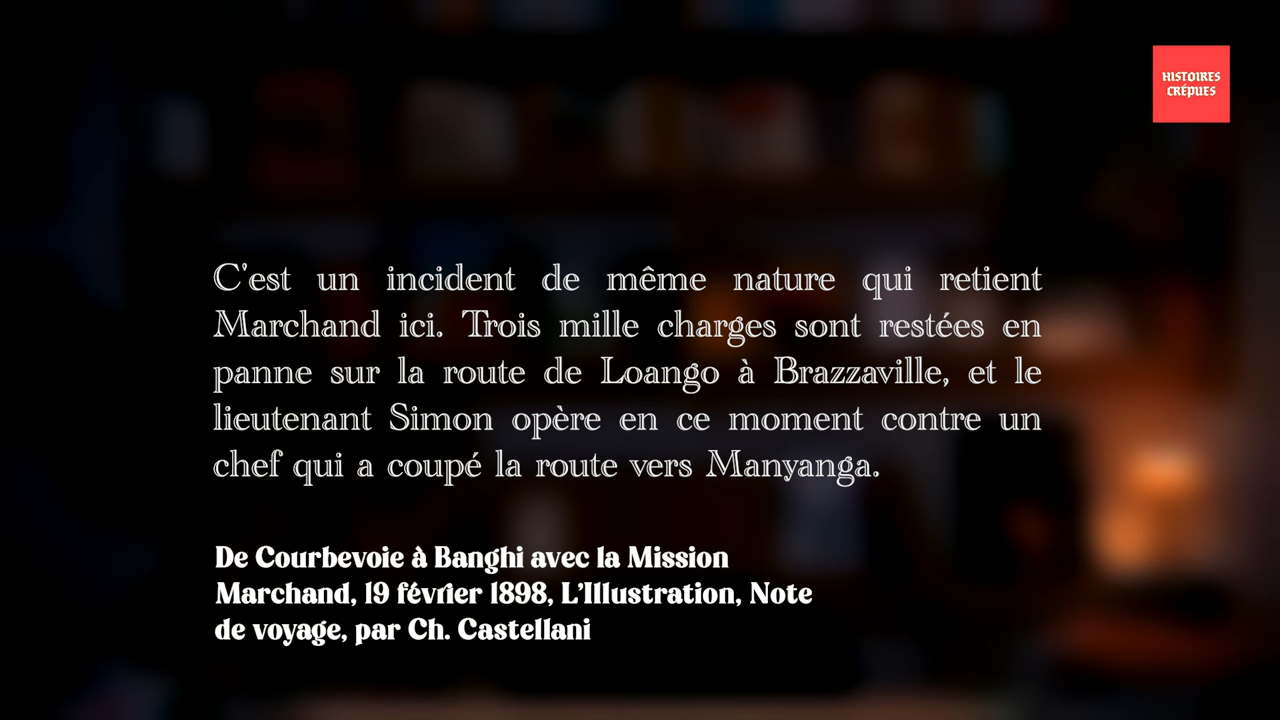 HISTOIRES
CRÉPUES
C'est un incident de même nature qui retient
Marchand ici. Trois mille charges sont restées en
panne sur la route de Loango à Brazzaville, et le
lieutenant Simon opère en ce moment contre un
chef qui a coupé la route vers Manyanga.
De Courbevoie à Banghi avec la Mission
Marchand, 19 février 1898, L'Illustration, Note
de voyage, par Ch. Castellani